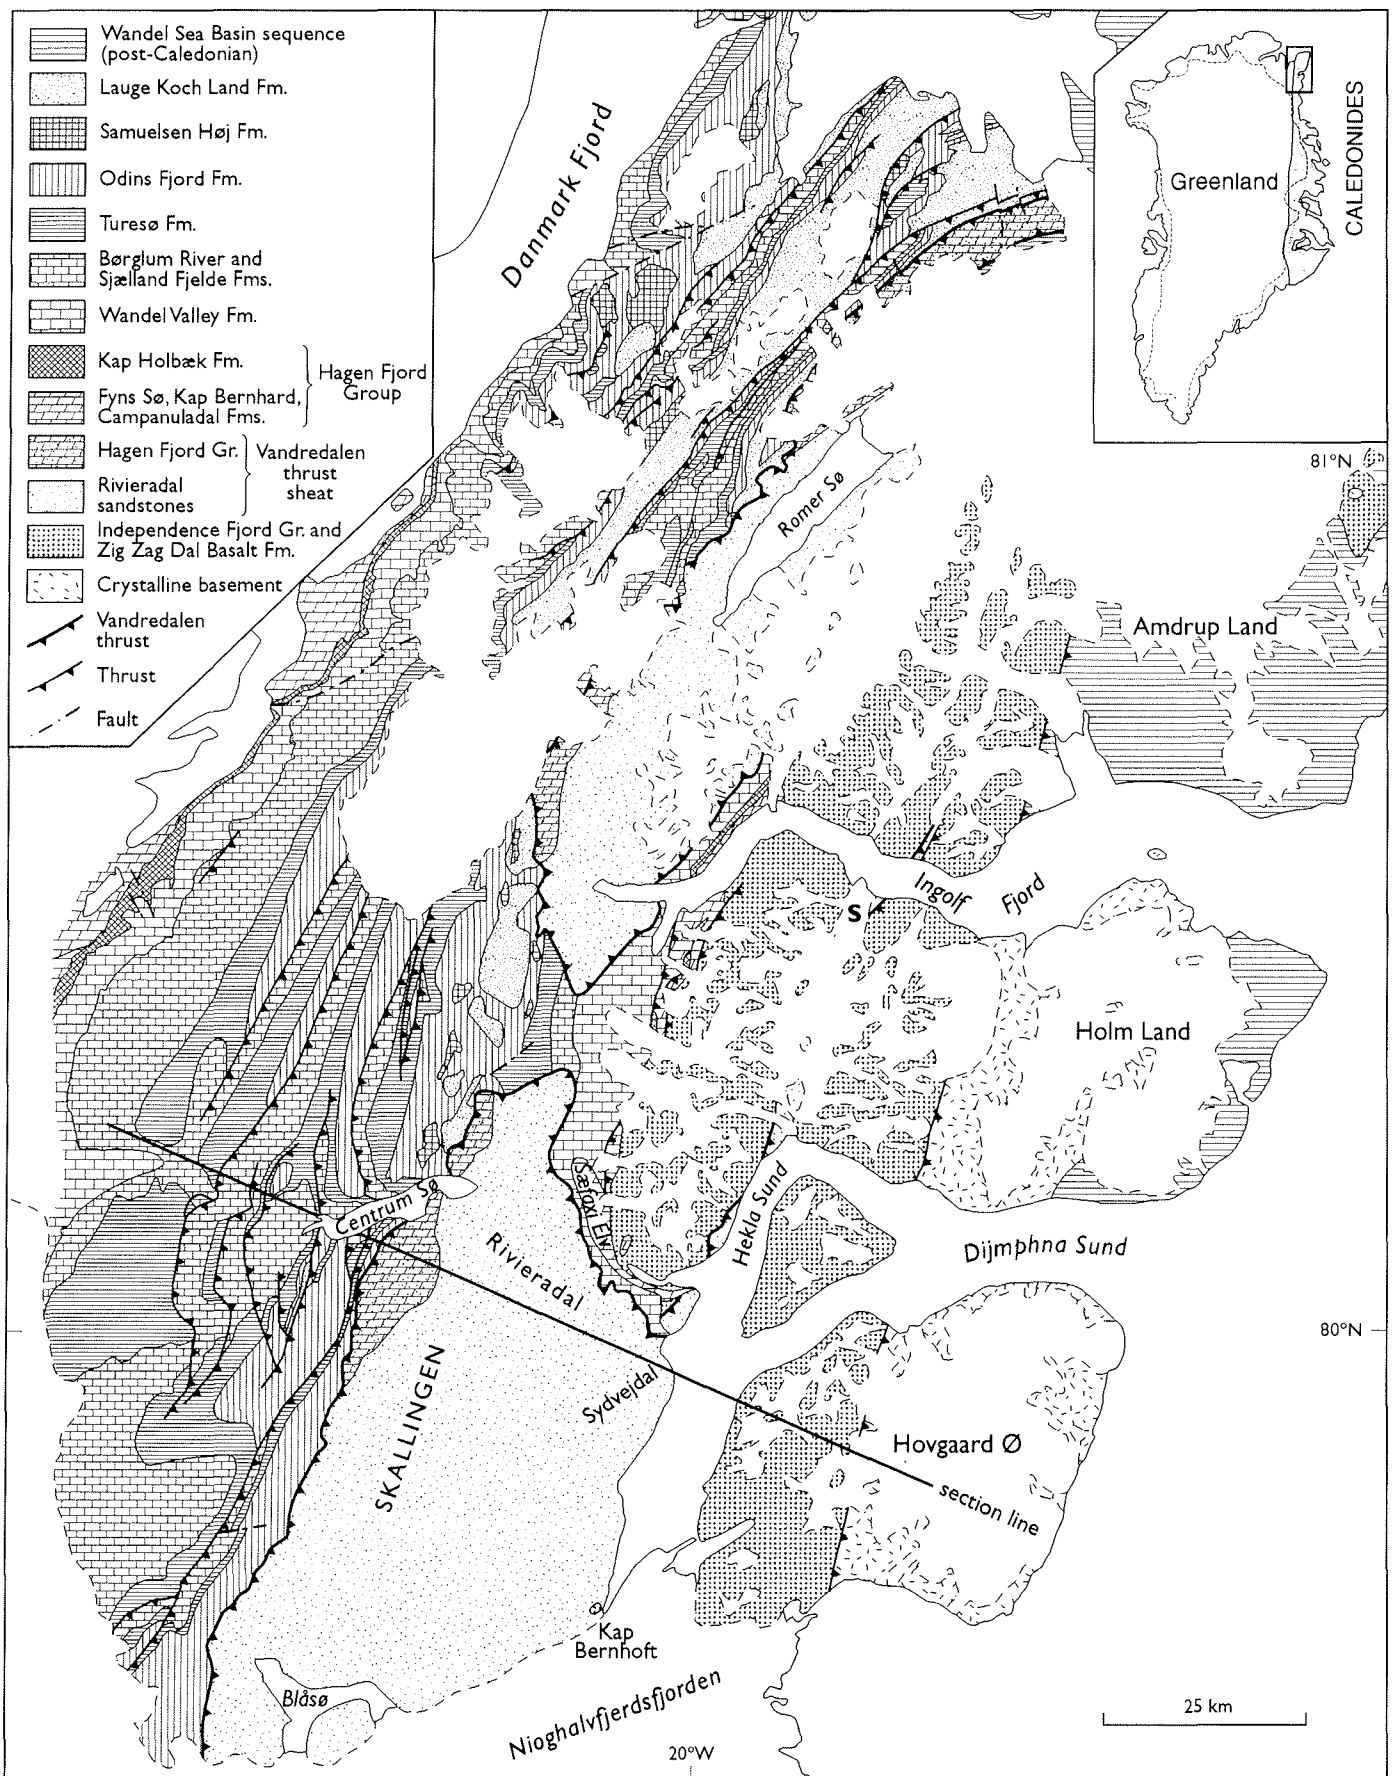 Wandel Sea Basin sequence
(post-Caledonian)
Lauge Koch Land Fm.
Samuelsen Høj Fm.
Odins Fjord Fm.
Turesø Fm.
Børglum River and
Sjælland Fjelde Fms.
Wandel Valley Fm.
Kap Holbæk Fm.
Fyns Sø, Kap Bernhard,
Campanuladal Fms.
Hagen Fjord
Group
Hagen Fjord Gr.
Rivieradal
sandstones
Vandredalen
thrust
sheat
Independence Fjord Gr. and
Zig Zag Dal Basalt Fm.
Crystalline basement
Vandredalen
thrust
Thrust
Fault
Danmark Fjord
Greenland
CALEDONIDES
81°N
Romer Sø
Amdrup Land
Ingolf Fjord
S
Holm Land
Centrum Sø
Sæfaxi Elv
Hekla Sund
Rivieradal
Dijmphna Sund
80°N
SKALLINGEN
Sydvejdal
Hovgaard Ø
section line
Kap
Bernhoft
Blåsø
Nioghalvfjerdsfjorden
25 km
20°W